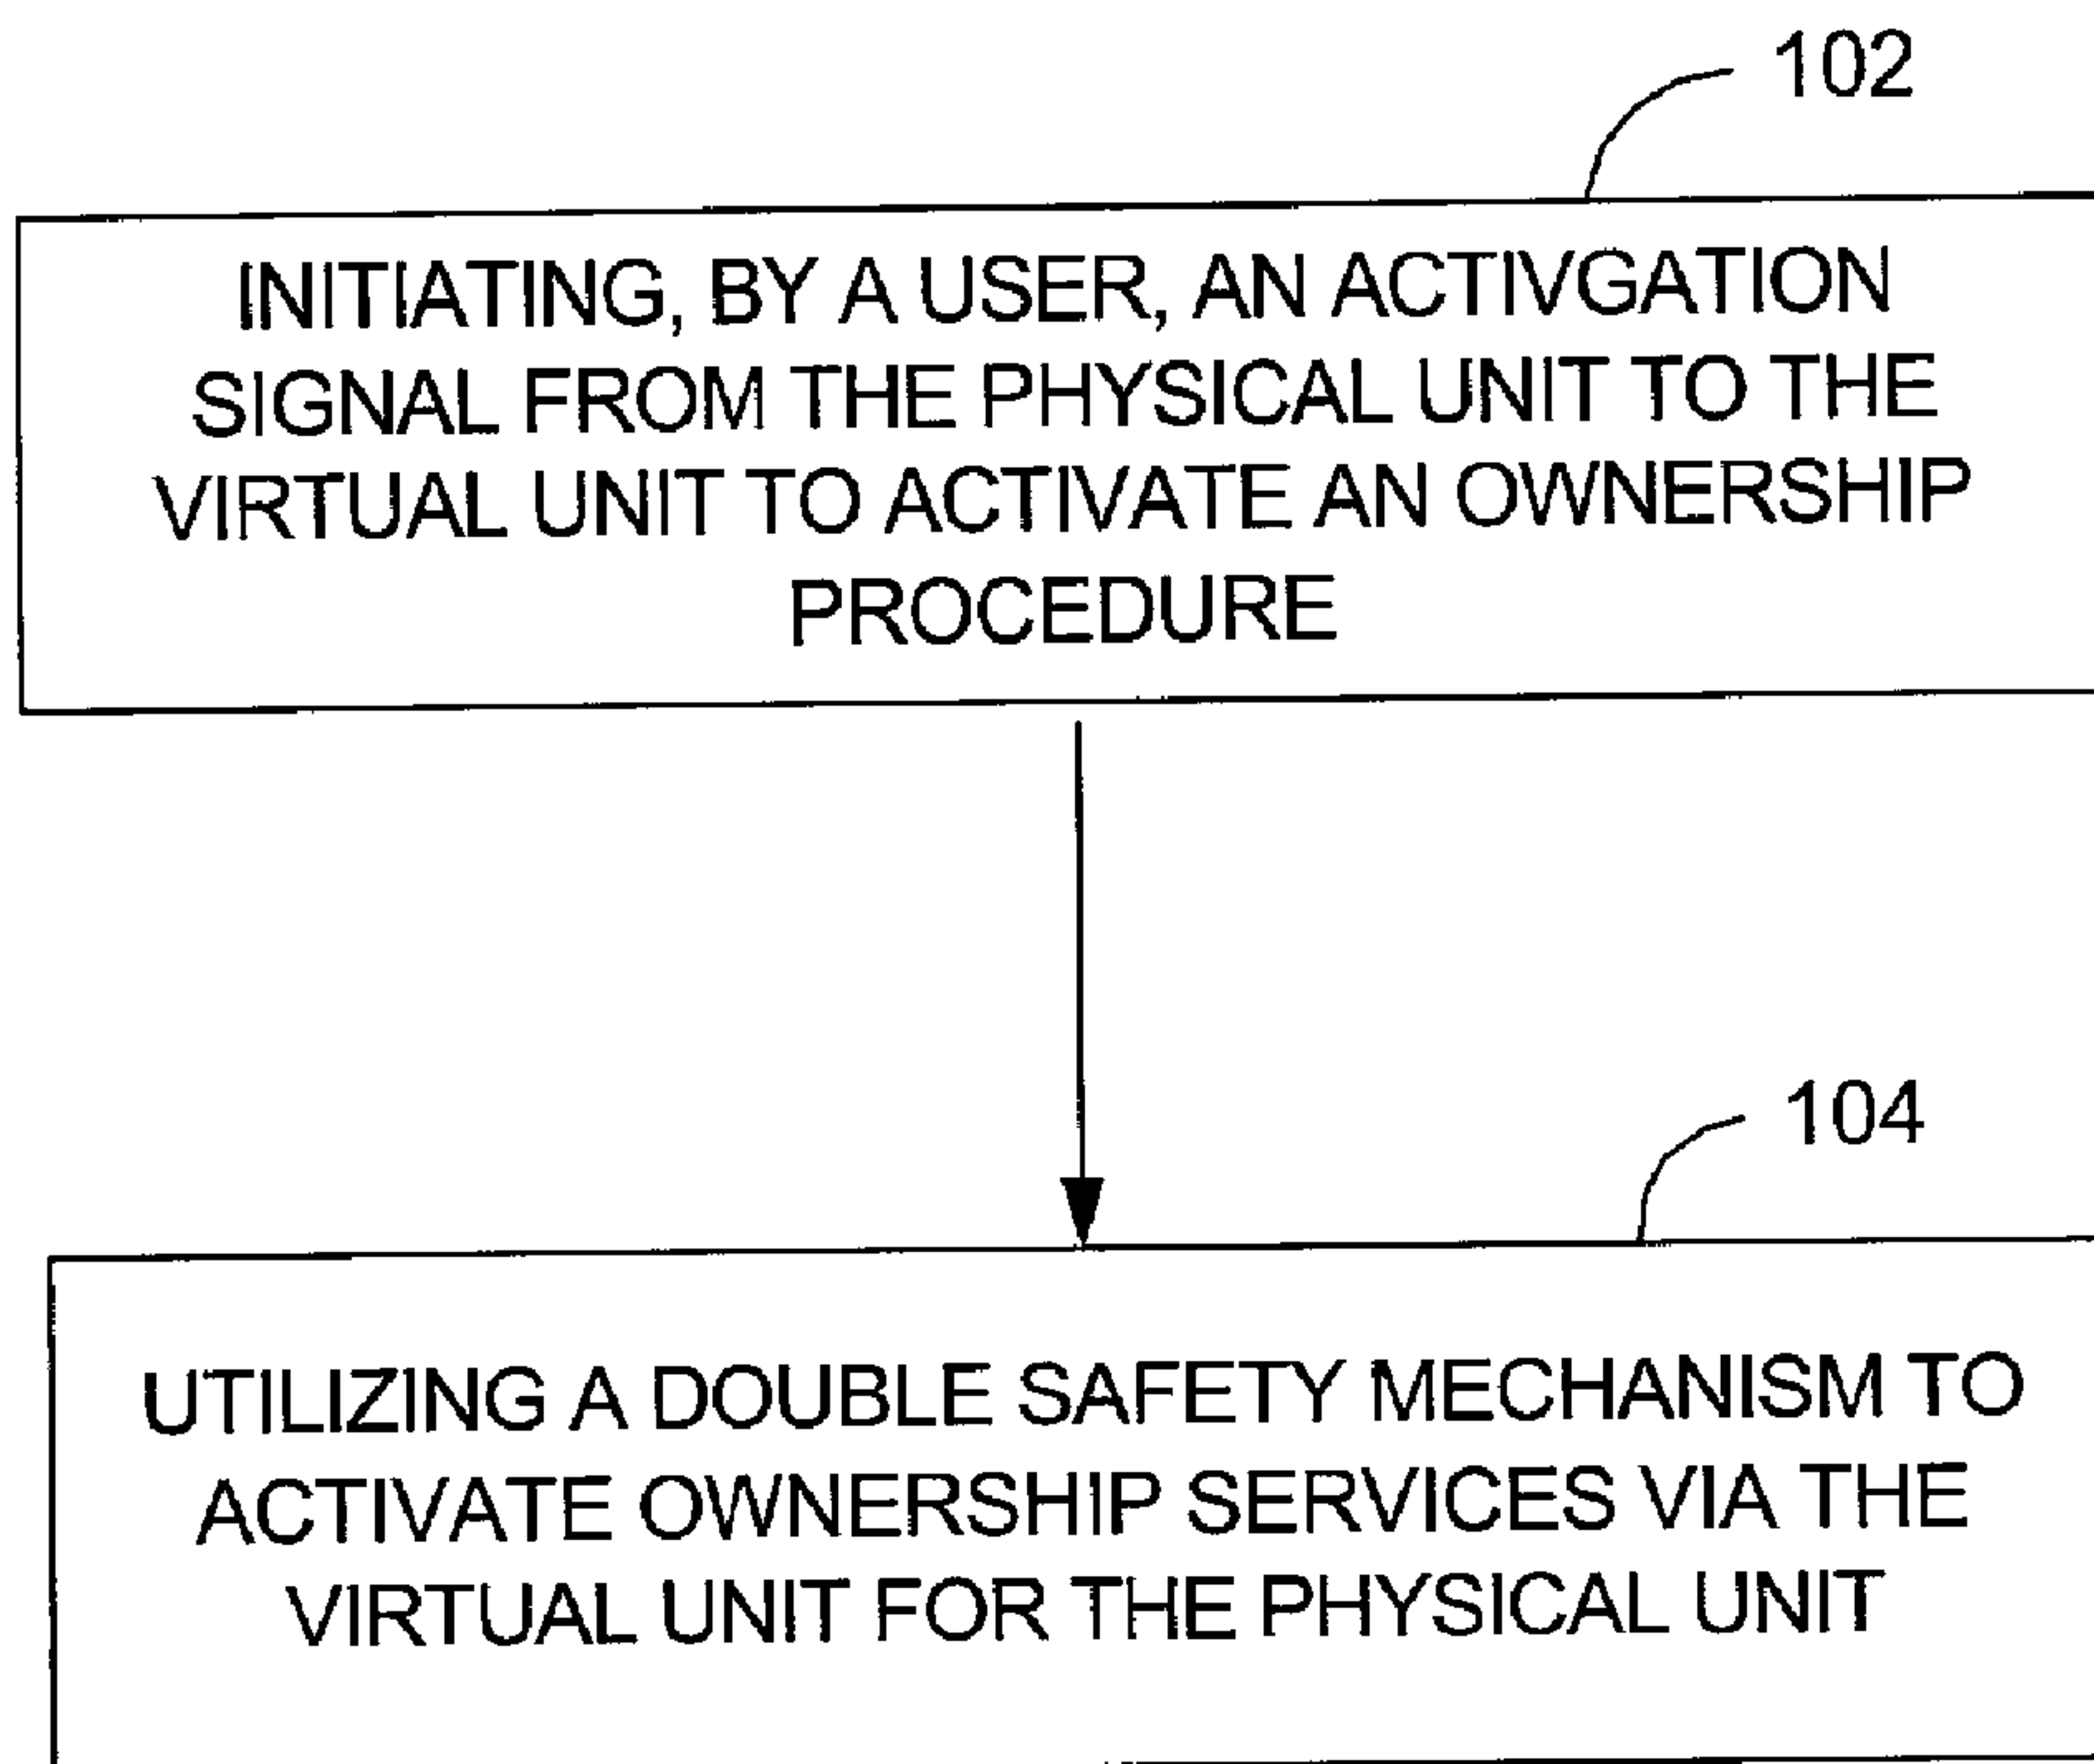 102
INITIATING, BY A USER, AN ACTIVGATION
SIGNAL FROM THE PHYSICAL UNIT TO THE
VIRTUAL UNIT TO ACTIVATE AN OWNERSHIP
PROCEDURE
104
UTILIZING A DOUBLE SAFETY MECHANISM TO
ACTIVATE OWNERSHIP SERVICES VIA THE
VIRTUAL UNIT FOR THE PHYSICAL UNIT